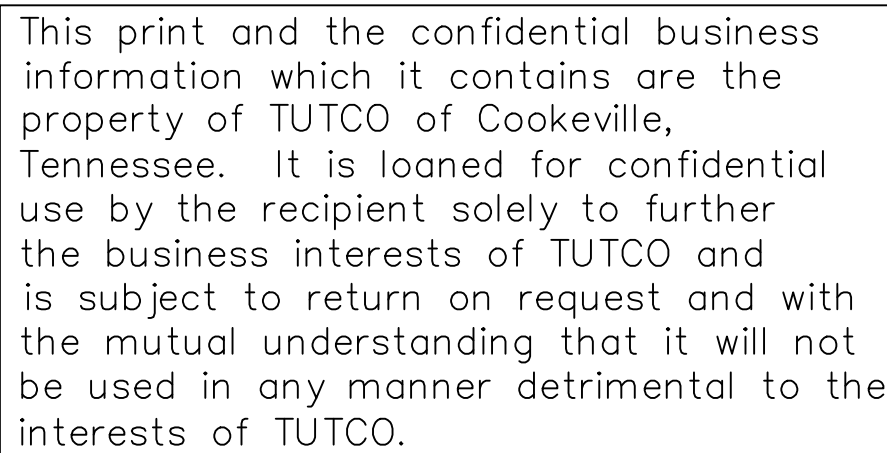 This print and the confidential business
information which it contains are the
property of TUTCO of Cookeville,
Tennessee.  It is loaned for confidential
use by the recipient solely to further
the business interests of TUTCO and
is subject to return on request and with
the mutual understanding that it will not
be used in any manner detrimental to the
interests of TUTCO.